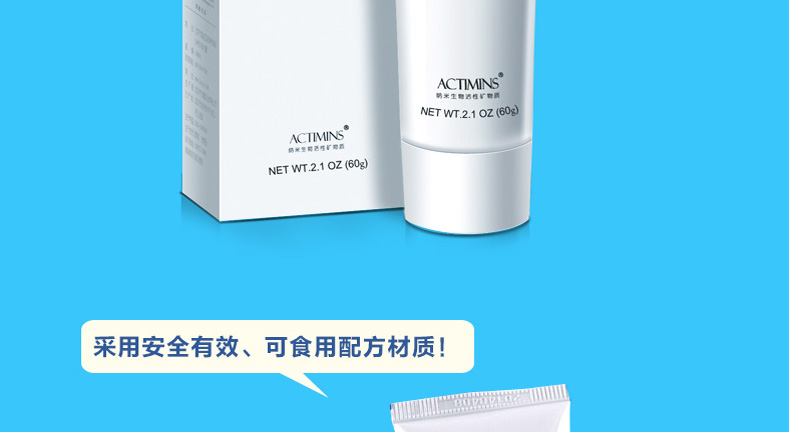 ACTIMINS®
纳米生物活性矿物质
NET WT.2.1 OZ (60g)
ACTIMINS®
纳米生物活性矿物质
NET WT.2.1 OZ (60g)
采用安全有效、可食用配方材质！